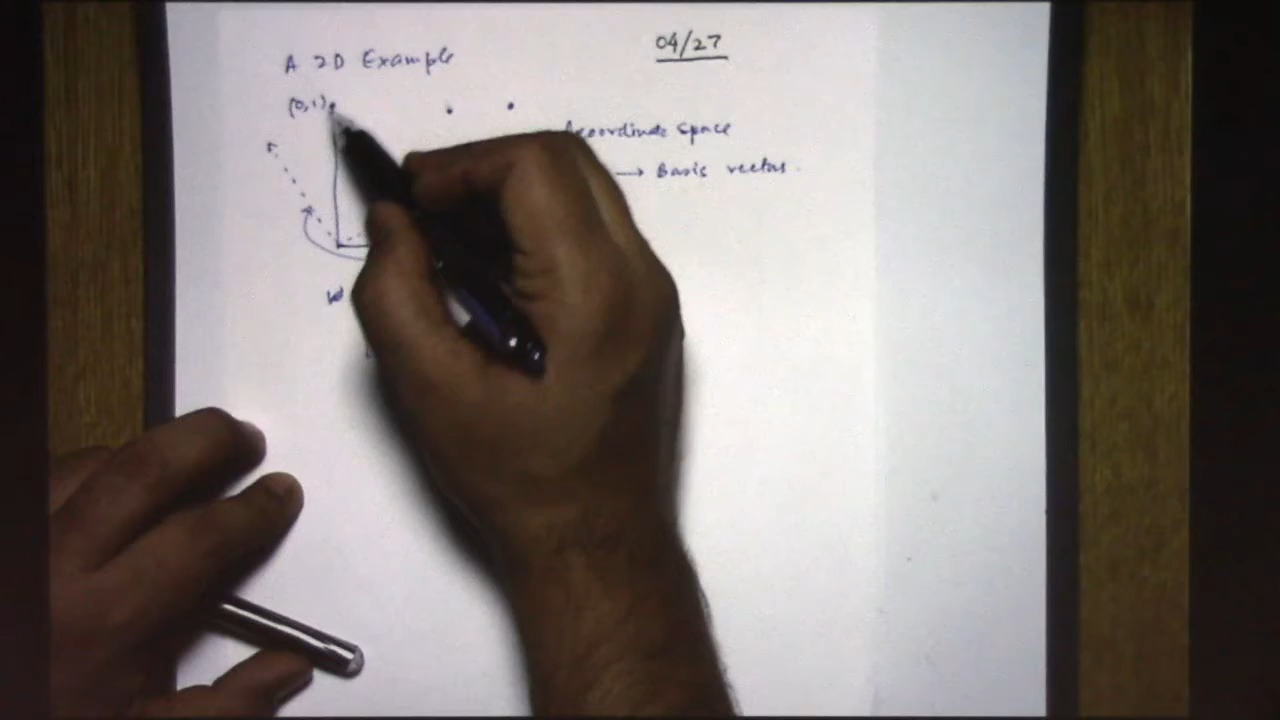 04/27
A 2D Example
(0,1)
coordinate space
→ Basis vectors.